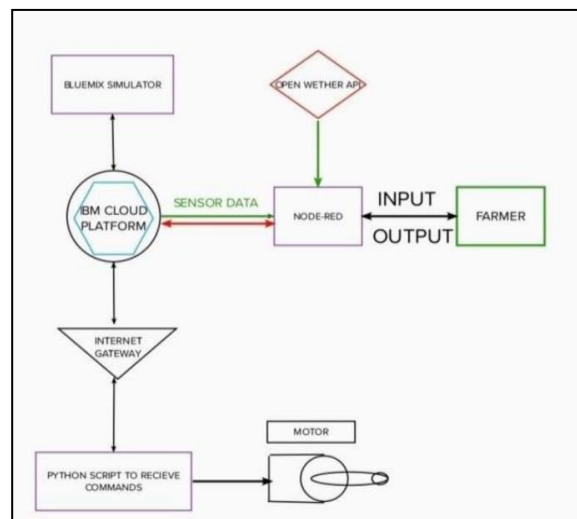 BLUEMIX SIMULATOR
OPEN WETHER API
IBM CLOUD
PLATFORM
SENSOR DATA
NODE-RED
INPUT
OUTPUT
FARMER
INTERNET
GATEWAY
MOTOR
PYTHON SCRIPT TO RECIEVE
COMMANDS